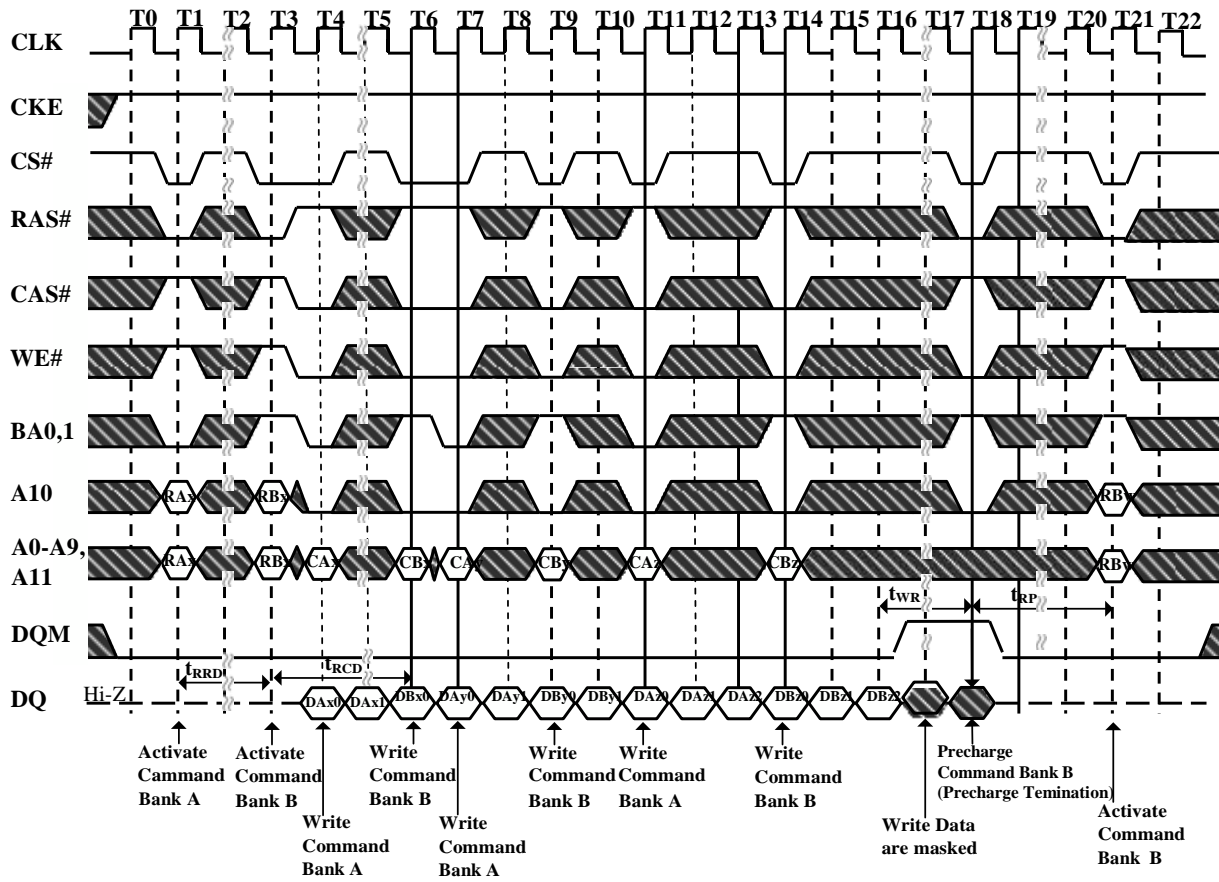 T0 T1 T2 T3 T4 T5 T6 T7 T8 T9 T10 T11 T12 T13 T14 T15 T16 T17 T18 T19 T20 T21 T22
CLK
CKE
CS#
RAS#
CAS#
WE#
BA0,1
A10 RAx RBx RBy
A0-A9,
A11 RAx RBx CAx CBx CAy CBy CAz CBz RBy
tWR tRP
DQM
tRRD tRCD
DQ Hi-Z DAx0 DAx1 DBx0 DAy0 DAy1 DBy0 DBy1 DAz0 DAz1 DAz2 DBz0 DBz1 DBz2
Activate
Cammand
Bank A
Activate
Command
Bank B
Write
Command
Bank A
Write
Command
Bank B
Write
Command
Bank A
Write
Command
Bank B
Write
Command
Bank A
Write
Command
Bank B
Write Data
are masked
Precharge
Command Bank B
(Precharge Temination)
Activate
Command
Bank B